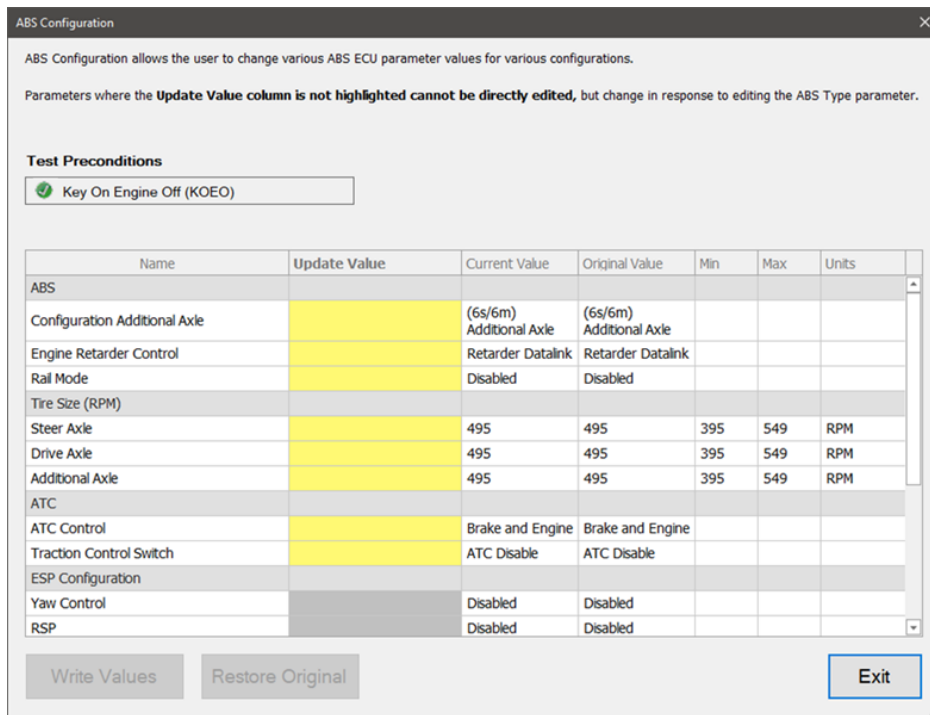 ABS Configuration
ABS Configuration allows the user to change various ABS ECU parameter values for various configurations.
Parameters where the Update Value column is not highlighted cannot be directly edited, but change in response to editing the ABS Type parameter.
Test Preconditions
Key On Engine Off (KOEO)
Name Update Value Current Value Original Value Min Max Units
ABS
Configuration Additional Axle (6s/6m) Additional Axle (6s/6m) Additional Axle
Engine Retarder Control Retarder Datalink Retarder Datalink
Rail Mode Disabled Disabled
Tire Size (RPM)
Steer Axle 495 495 395 549 RPM
Drive Axle 495 495 395 549 RPM
Additional Axle 495 495 395 549 RPM
ATC
ATC Control Brake and Engine Brake and Engine
Traction Control Switch ATC Disable ATC Disable
ESP Configuration
Yaw Control Disabled Disabled
RSP Disabled Disabled
Write Values Restore Original Exit